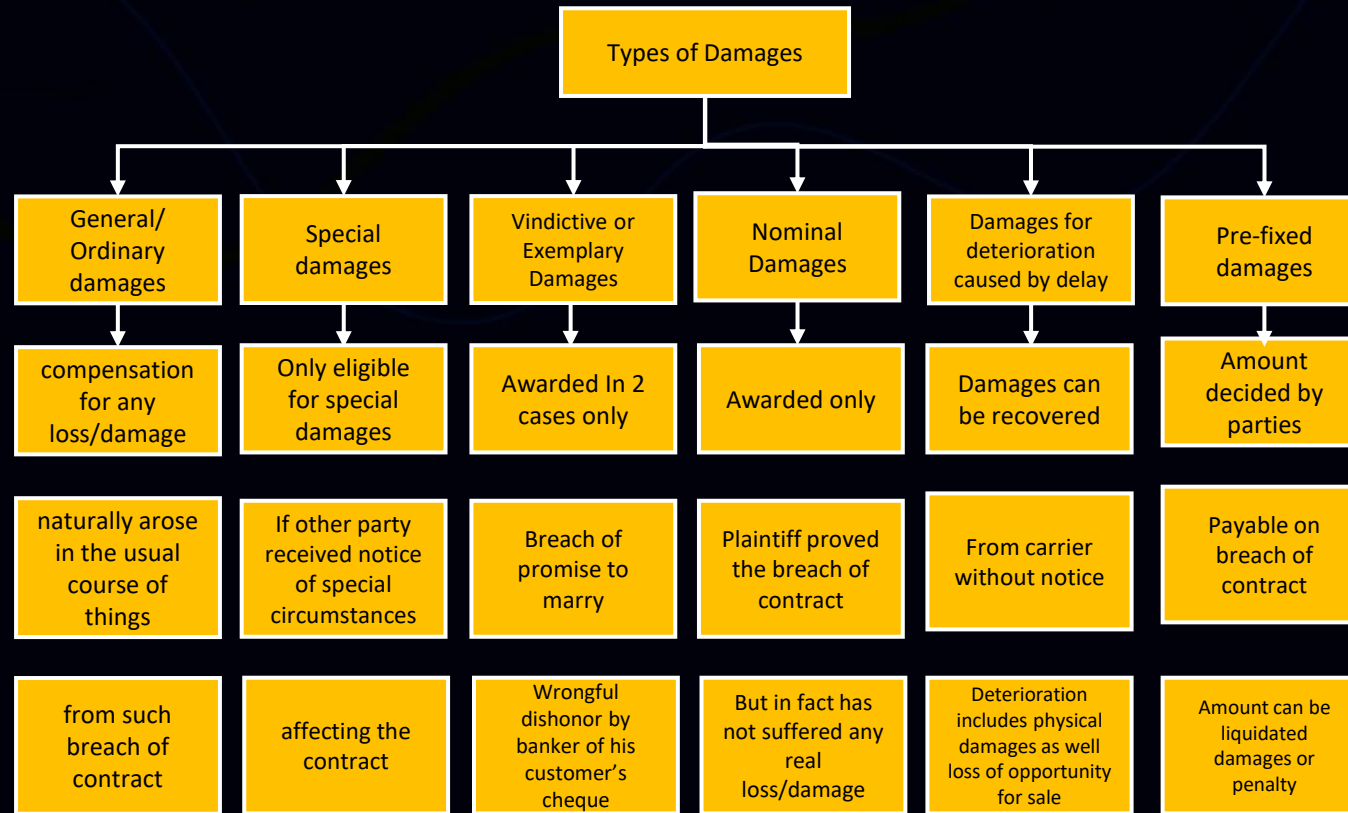 Types of Damages
General/
Ordinary
damages
Special
damages
Vindictive or
Exemplary
Damages
Nominal
Damages
Damages for
deterioration
caused by delay
Pre-fixed
damages
compensation
for any
loss/damage
Only eligible
for special
damages
Awarded In 2
cases only
Awarded only
Damages can
be recovered
Amount
decided by
parties
naturally arose
in the usual
course of
things
If other party
received notice
of special
circumstances
Breach of
promise to
marry
Plaintiff proved
the breach of
contract
From carrier
without notice
Payable on
breach of
contract
from such
breach of
contract
affecting the
contract
Wrongful
dishonor by
banker of his
customer’s
cheque
But in fact has
not suffered any
real
loss/damage
Deterioration
includes physical
damages as well
loss of opportunity
for sale
Amount can be
liquidated
damages or
penalty